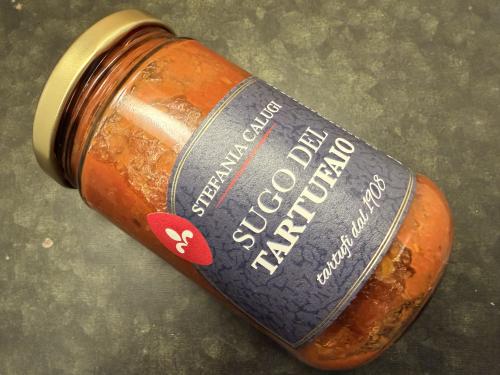 STEFANIA CALUGI
SUGO DEL
TARTUFAIO
tartufi dal 1908